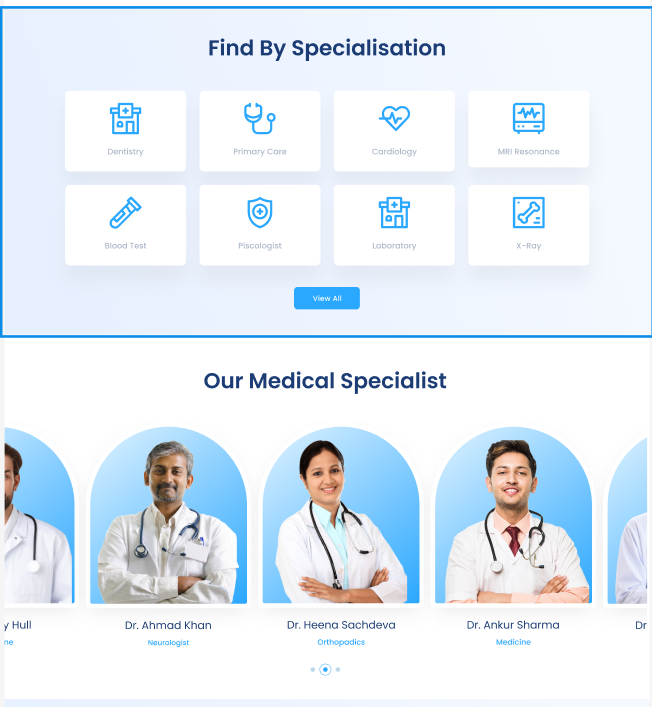 Find By Specialisation
Dentistry
Primary Care
Cardiology
MRI Resonance
Blood Test
Piscologist
Laboratory
X-Ray
View All
Our Medical Specialist
y Hull
ne
Dr. Ahmad Khan
Neurologist
Dr. Heena Sachdeva
Orthopadics
Dr. Ankur Sharma
Medicine
Dr